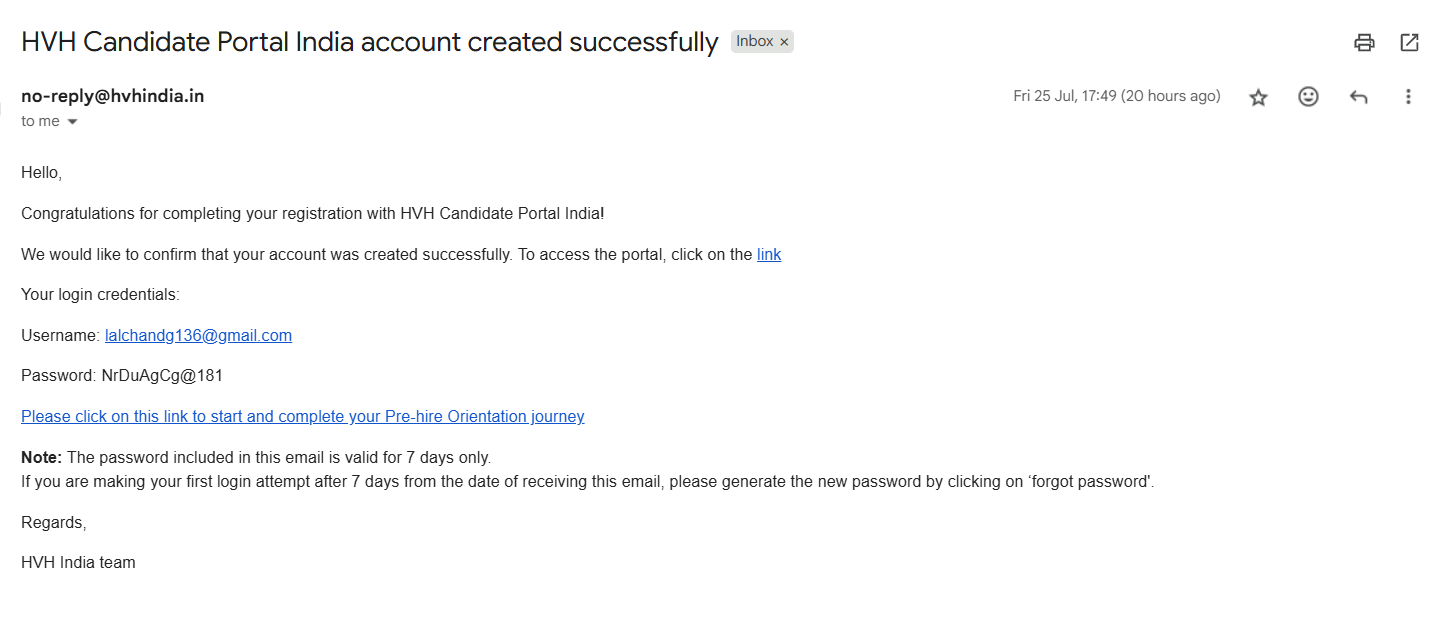 HVH Candidate Portal India account created successfully Inbox ×
no-reply@hvhindia.in Fri 25 Jul, 17:49 (20 hours ago)
to me
Hello,
Congratulations for completing your registration with HVH Candidate Portal India!
We would like to confirm that your account was created successfully. To access the portal, click on the link
Your login credentials:
Username: lalchandg136@gmail.com
Password: NrDuAgCg@181
Please click on this link to start and complete your Pre-hire Orientation journey
Note: The password included in this email is valid for 7 days only.
If you are making your first login attempt after 7 days from the date of receiving this email, please generate the new password by clicking on ‘forgot password'.
Regards,
HVH India team